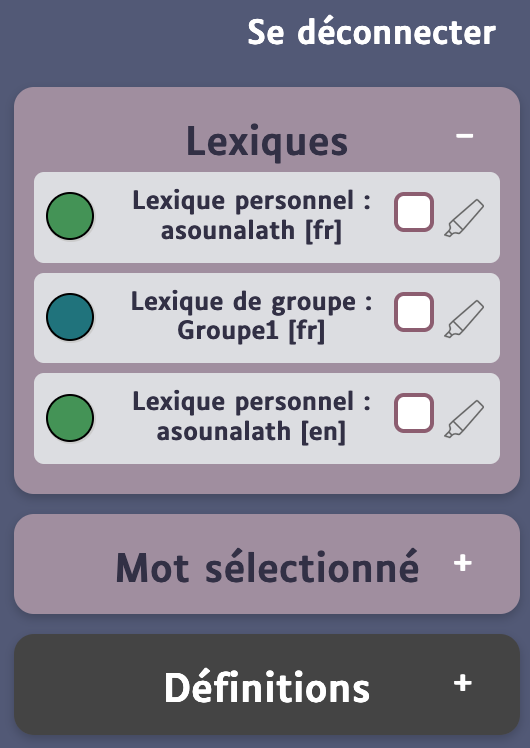 Se déconnecter
Lexiques −
Lexique personnel :
asounalath [fr]
Lexique de groupe :
Groupe1 [fr]
Lexique personnel :
asounalath [en]
Mot sélectionné +
Définitions +